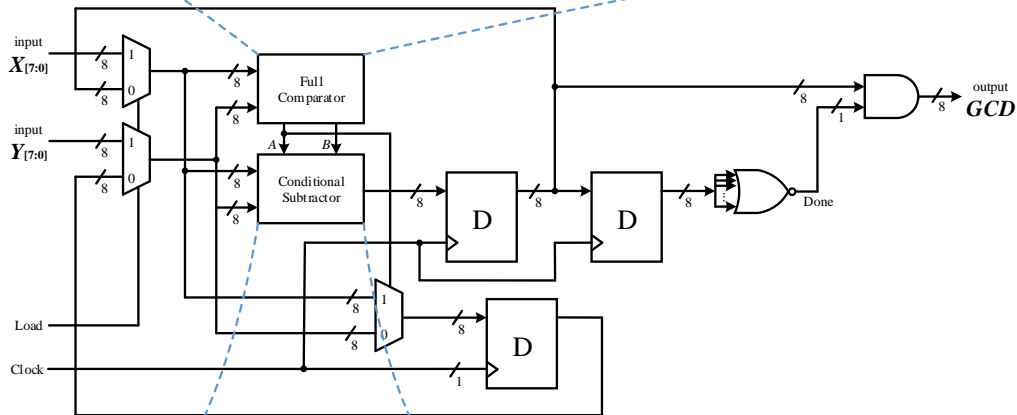 input
X[7:0]
8
1
8
0
input
Y[7:0]
8
1
8
0
8
8
Full
Comparator
A
B
8
8
Conditional
Subtractor
8
D
8
D
8
Done
8
1
8
output
GCD
8
1
8
0
8
D
1
Load
Clock